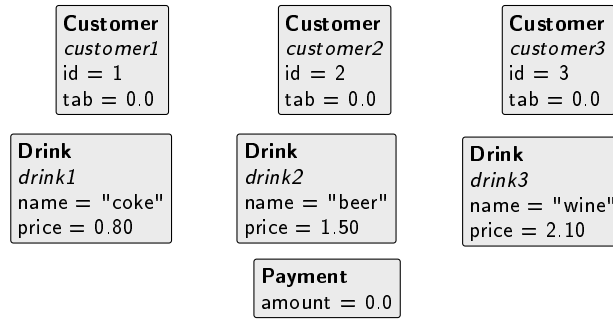 Customer
customer1
id = 1
tab = 0.0
Customer
customer2
id = 2
tab = 0.0
Customer
customer3
id = 3
tab = 0.0
Drink
drink1
name = "coke"
price = 0.80
Drink
drink2
name = "beer"
price = 1.50
Drink
drink3
name = "wine"
price = 2.10
Payment
amount = 0.0